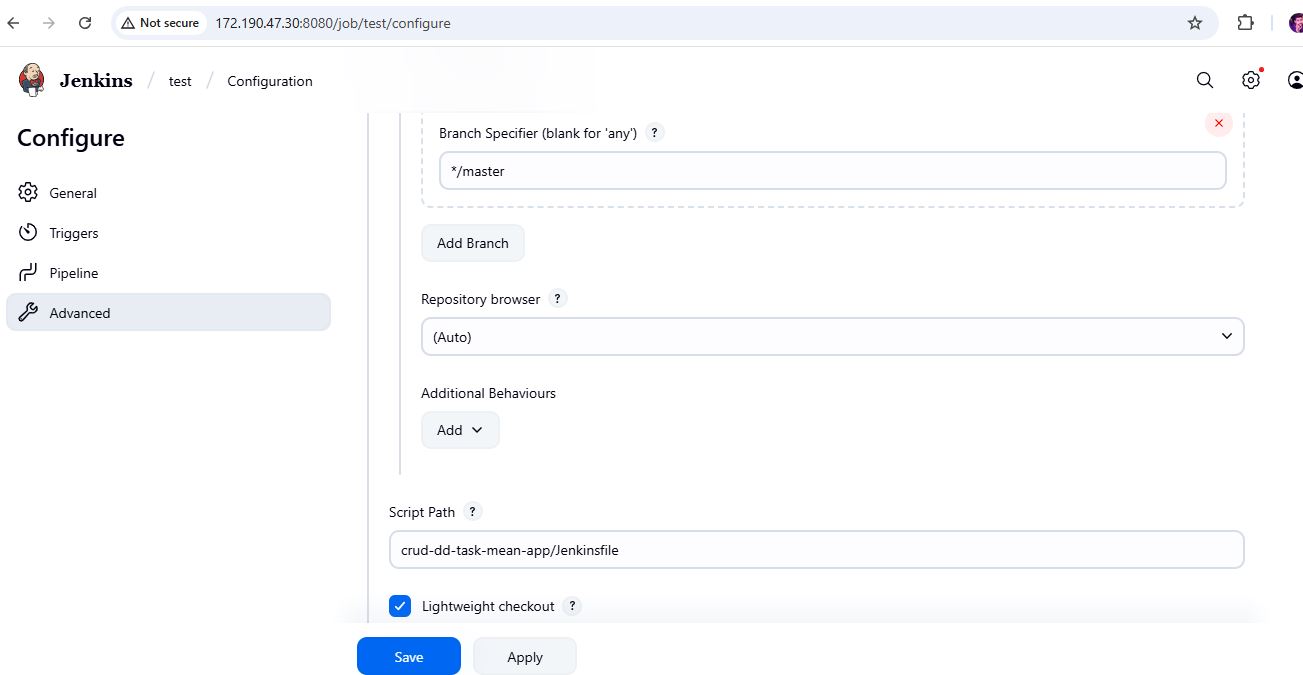 Not secure 172.190.47.30:8080/job/test/configure
Jenkins / test / Configuration
Configure
General
Triggers
Pipeline
Advanced
Branch Specifier (blank for 'any') ?
*/master
Add Branch
Repository browser ?
(Auto)
Additional Behaviours
Add
Script Path ?
crud-dd-task-mean-app/Jenkinsfile
Lightweight checkout ?
Save Apply